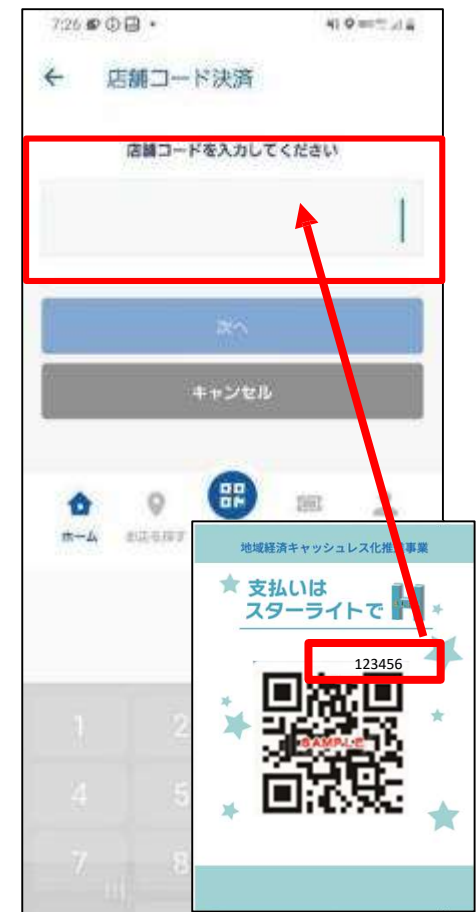 7:26
店舗コード決済
店舗コードを入力してください
次へ
キャンセル
ホーム
お店を探す
地域経済キャッシュレス化推進事業
支払いは
スターライトで
123456
SAMPLE
1 2
4 5
7 8